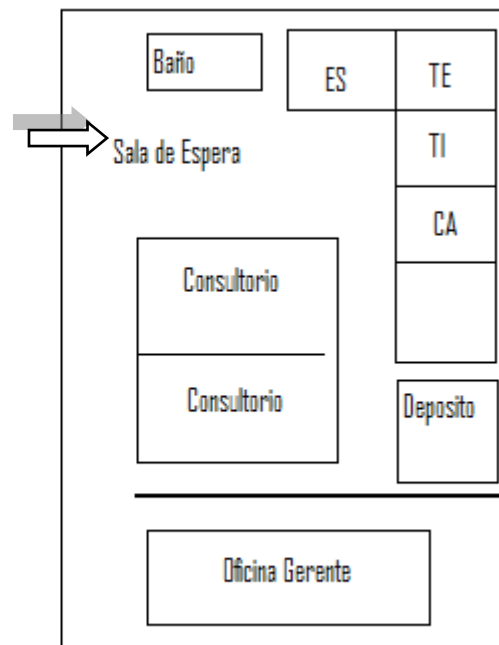 Baño
ES
TE
Sala de Espera
TI
CA
Consultorio
Consultorio
Deposito
Oficina Gerente